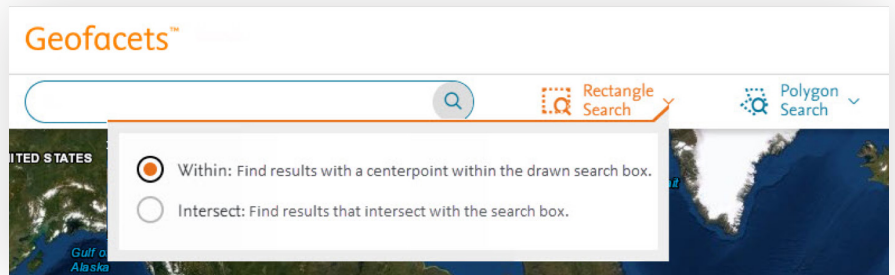 Geofacets™
Rectangle
Search
Polygon
Search
ITED STATES
Within: Find results with a centerpoint within the drawn search box.
Intersect: Find results that intersect with the search box.
Gulf o
Alaska